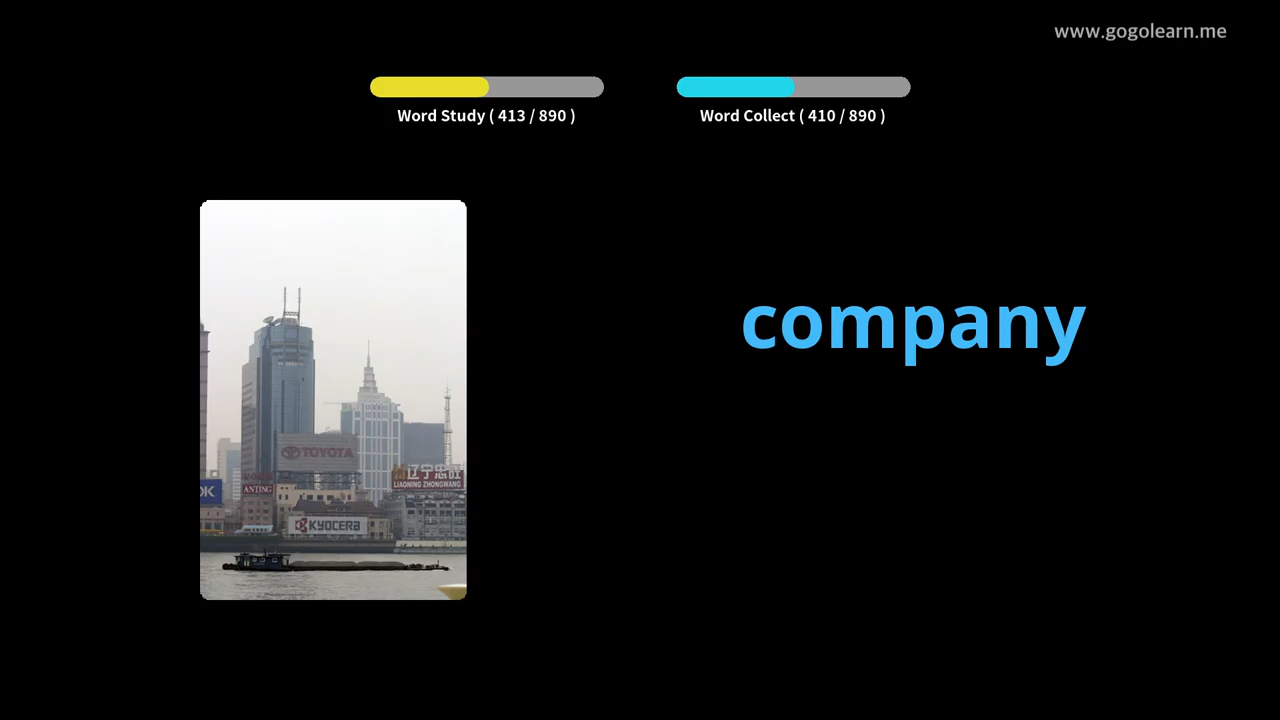 www.gogolearn.me
Word Study ( 413 / 890 )
Word Collect ( 410 / 890 )
company
TOYOTA
辽宁忠旺
LIAONING ZHONGWANG
ANTING
KYOCERA